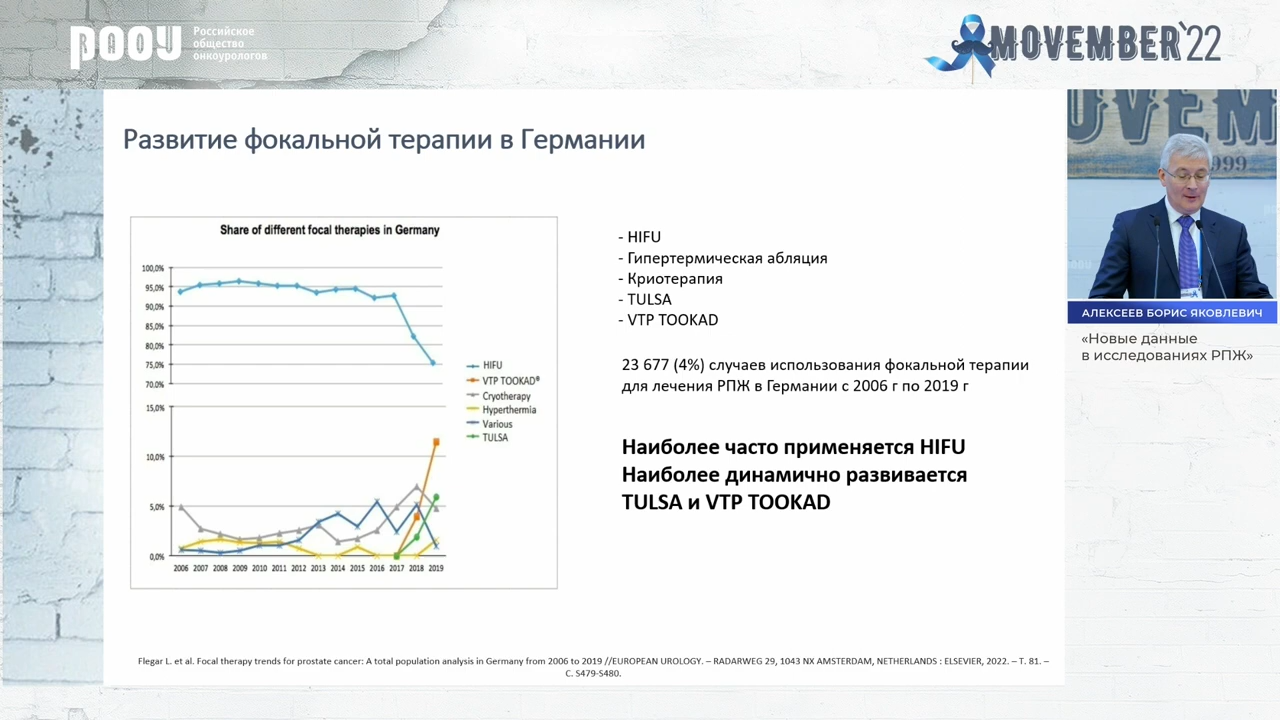 РООУ
Российское
общество
онкоурологов
MOVEMBER'22
Развитие фокальной терапии в Германии
Share of different focal therapies in Germany
100,0%
95,0%
90,0%
85,0%
80,0%
75,0%
70,0%
15,0%
10,0%
5,0%
0,0%
2006 2007 2008 2009 2010 2011 2012 2013 2014 2015 2016 2017 2018 2019
HIFU
VTP TOOKAD®
Cryotherapy
Hyperthermia
Various
TULSA
- HIFU
- Гипертермическая абляция
- Криотерапия
- TULSA
- VTP TOOKAD
23 677 (4%) случаев использования фокальной терапии
для лечения РПЖ в Германии с 2006 г по 2019 г
Наиболее часто применяется HIFU
Наиболее динамично развивается
TULSA и VTP TOOKAD
Flegar L. et al. Focal therapy trends for prostate cancer: A total population analysis in Germany from 2006 to 2019 //EUROPEAN UROLOGY. – RADARWEG 29, 1043 NX AMSTERDAM, NETHERLANDS : ELSEVIER, 2022. – Т. 81. –
С. S479-S480.
OVEM
999
АЛЕКСЕЕВ БОРИС ЯКОВЛЕВИЧ
«Новые данные
в исследованиях РПЖ»